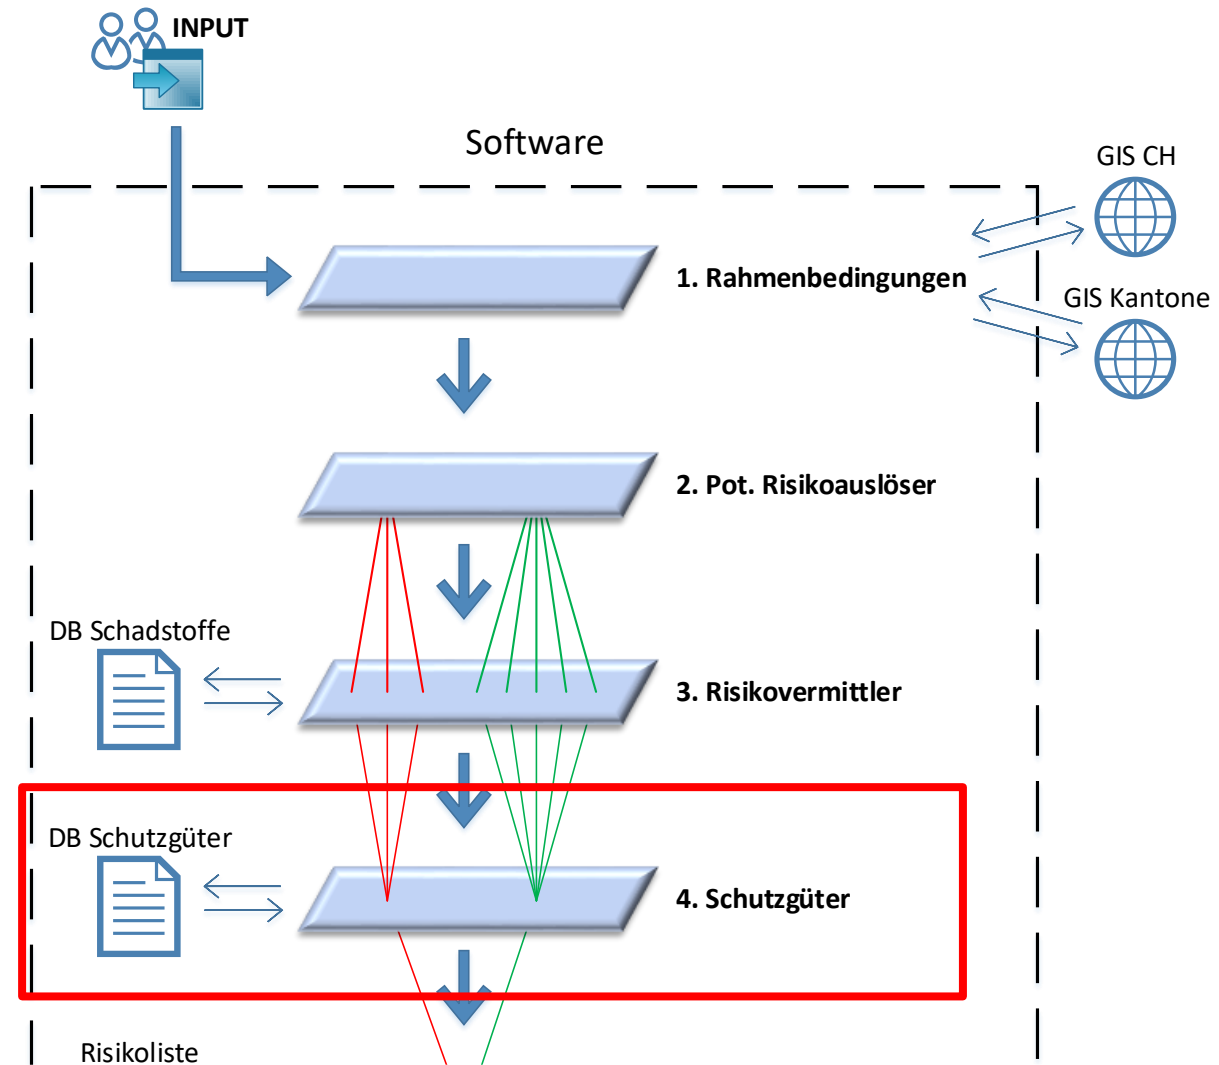 INPUT
Software
GIS CH
1. Rahmenbedingungen
GIS Kantone
2. Pot. Risikoauslöser
DB Schadstoffe
3. Risikovermittler
DB Schutzgüter
4. Schutzgüter
Risikoliste